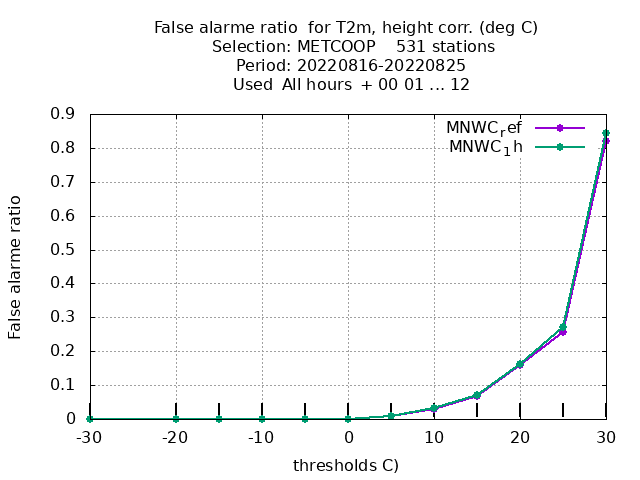 False alarme ratio  for T2m, height corr. (deg C)
Selection: METCOOP    531 stations
Period: 20220816-20220825
Used  All hours  + 00 01 ... 12
0.9
0.8
0.7
0.6
0.5
0.4
0.3
0.2
0.1
0
False alarme ratio
MNWC_ref
MNWC_1h
-30
-20
-10
0
10
20
30
thresholds C)